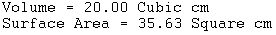 Volume = 20.00 Cubic cm
Surface Area = 35.63 Square cm